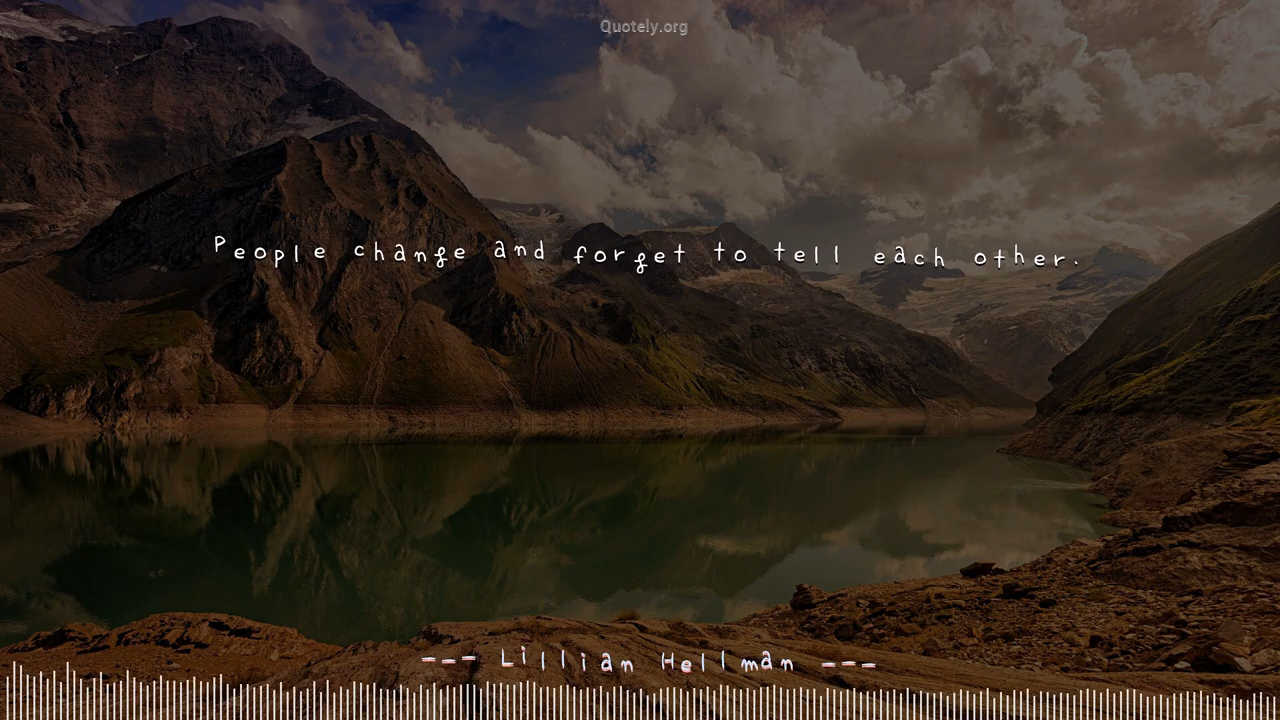 Quotely.org
People change and forget to tell each other.
--- Lillian Hellman ---